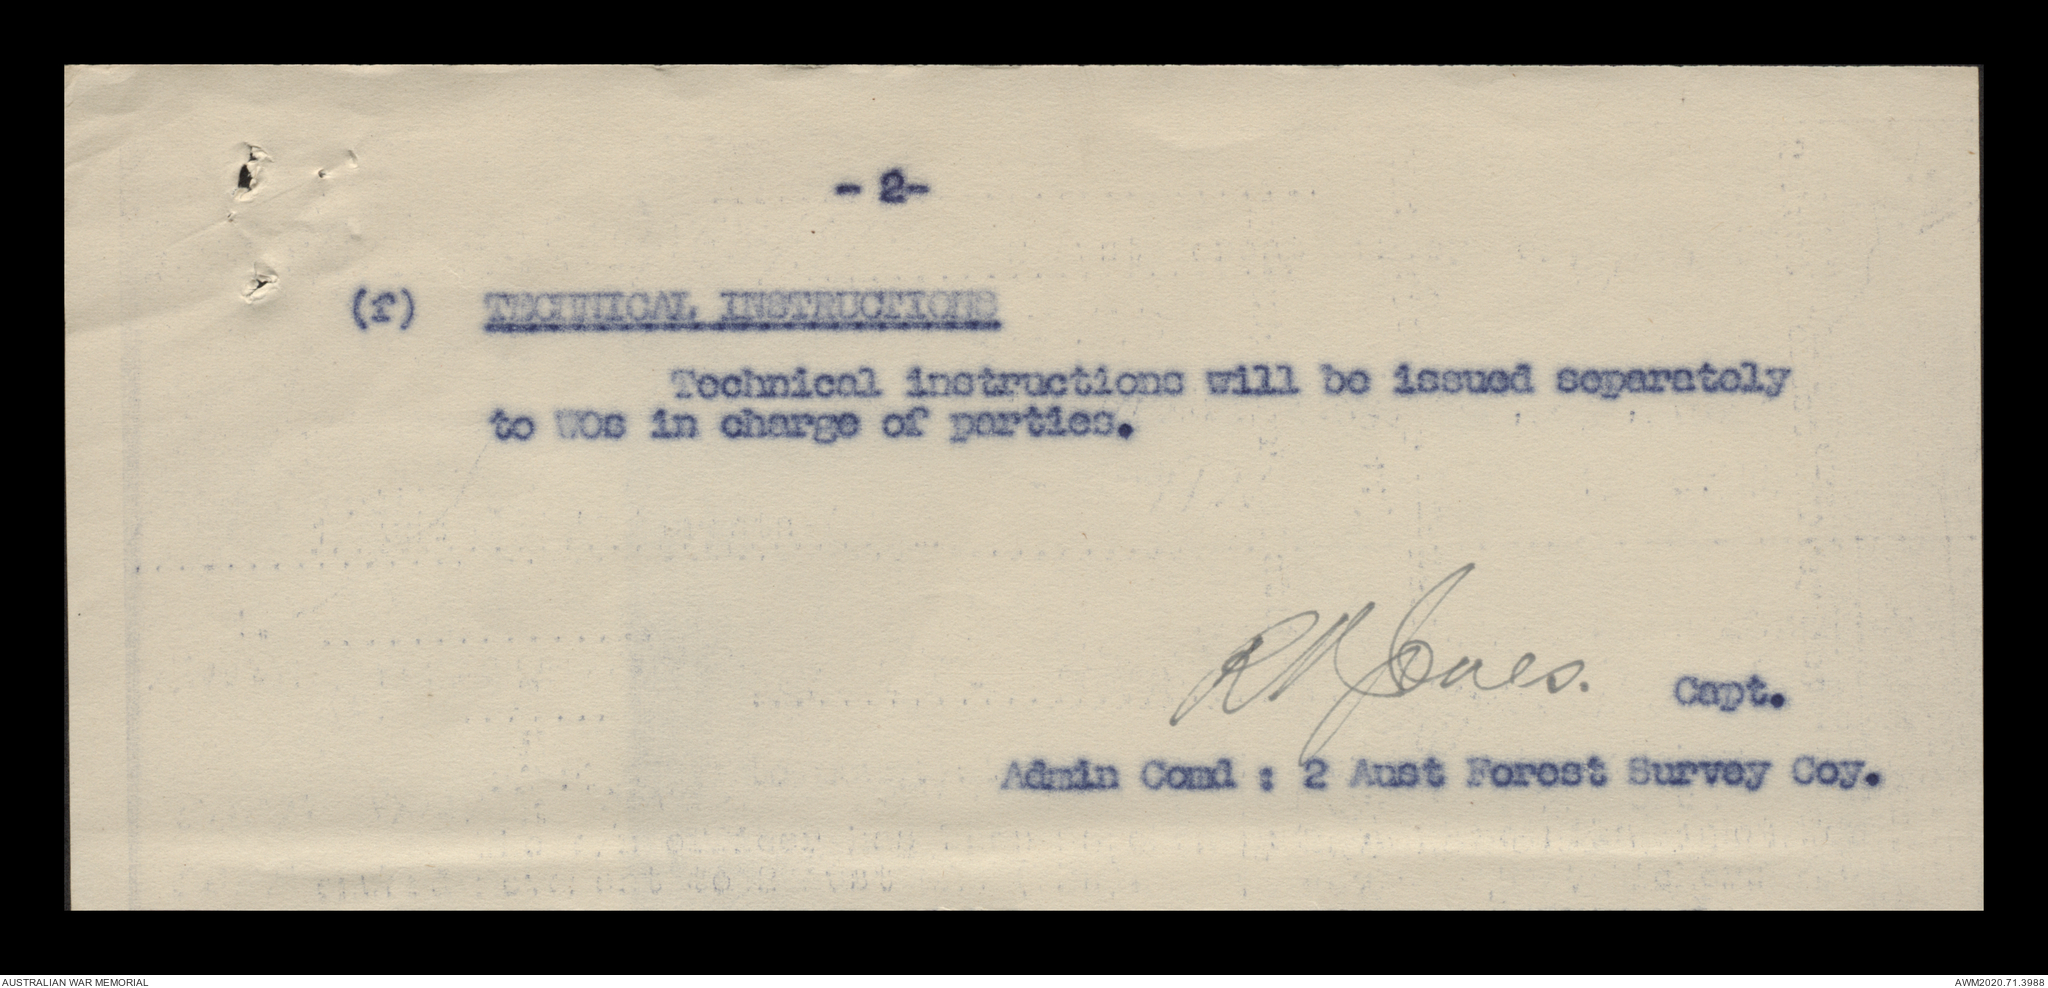 - 2-
(f) TECHNICAL INSTRUCTIONS
Technical instructions will be issued separately
to WOs in charge of parties.
R R Jones. Capt.
Admin Comd : 2 Aust Forest Survey Coy.
AUSTRALIAN WAR MEMORIAL
AWM2020.71.3988